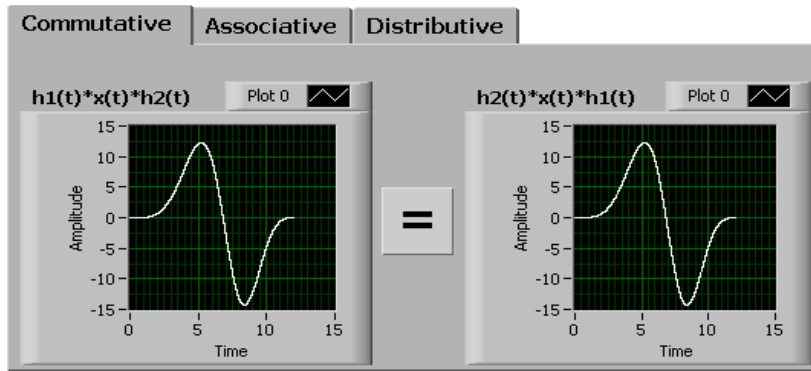 Commutative Associative Distributive
h1(t)*x(t)*h2(t) Plot 0
15
10
5
0
-5
-10
-15
Amplitude
0 5 10 15
Time
=
h2(t)*x(t)*h1(t) Plot 0
15
10
5
0
-5
-10
-15
Amplitude
0 5 10 15
Time